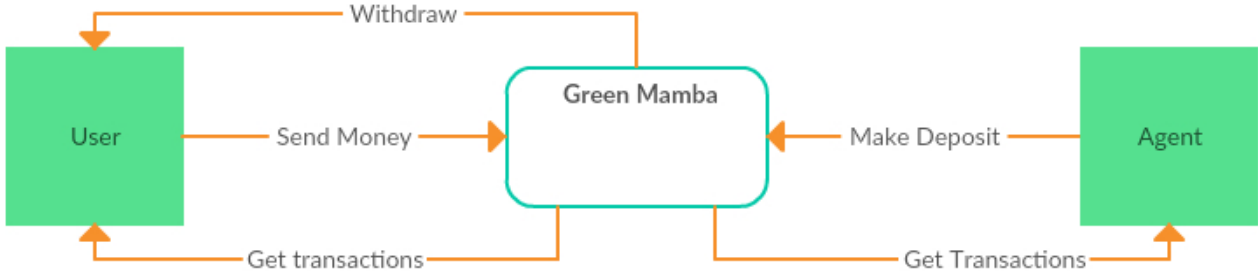 Withdraw
Green Mamba
User
Send Money
Make Deposit
Agent
Get transactions
Get Transactions